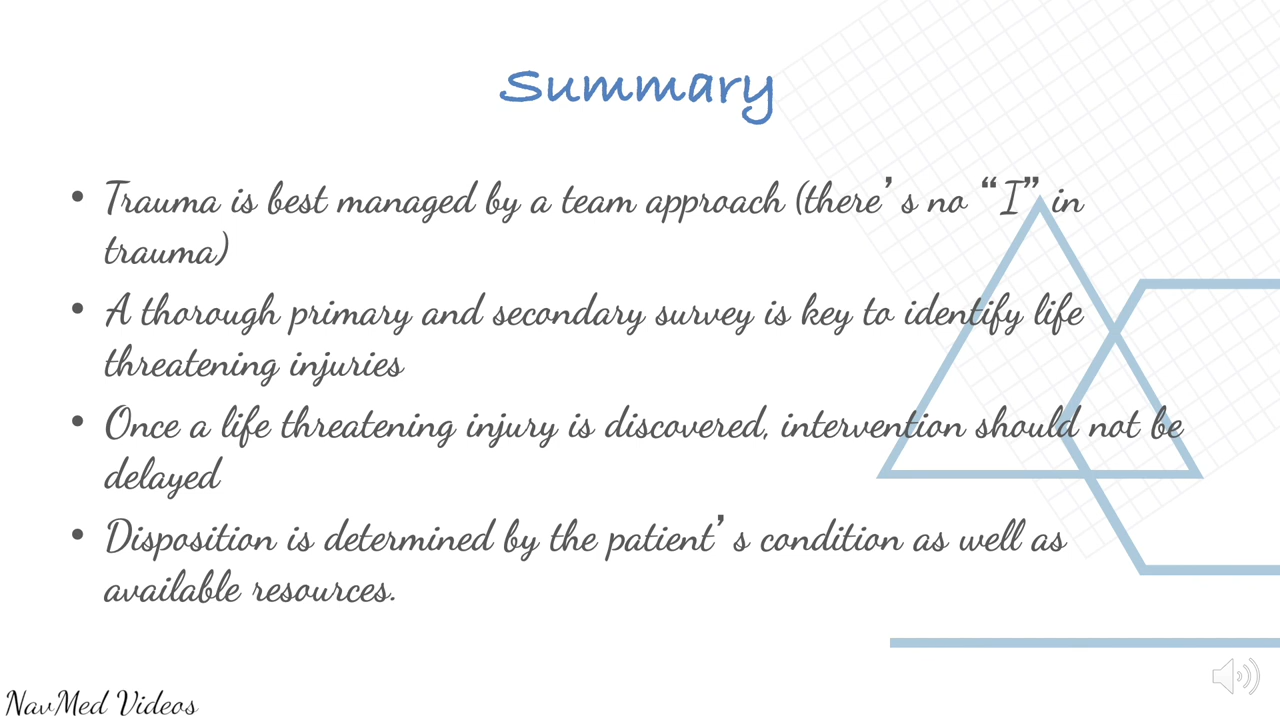 Summary
• Trauma is best managed by a team approach (there’s no “I” in
trauma)
• A thorough primary and secondary survey is key to identify life
threatening injuries
• Once a life threatening injury is discovered, intervention should not be
delayed
• Disposition is determined by the patient’s condition as well as
available resources.
NavMed Videos